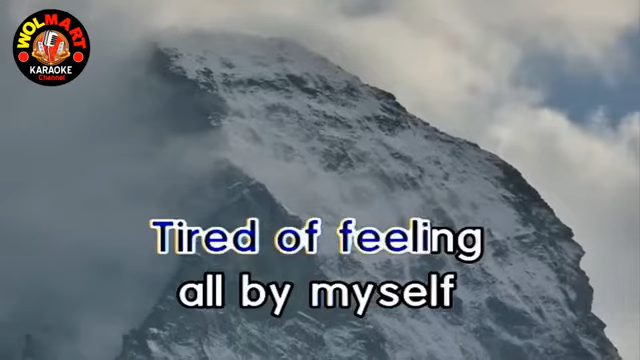 WOLMART
KARAOKE
Channel
Tired of feeling
all by myself